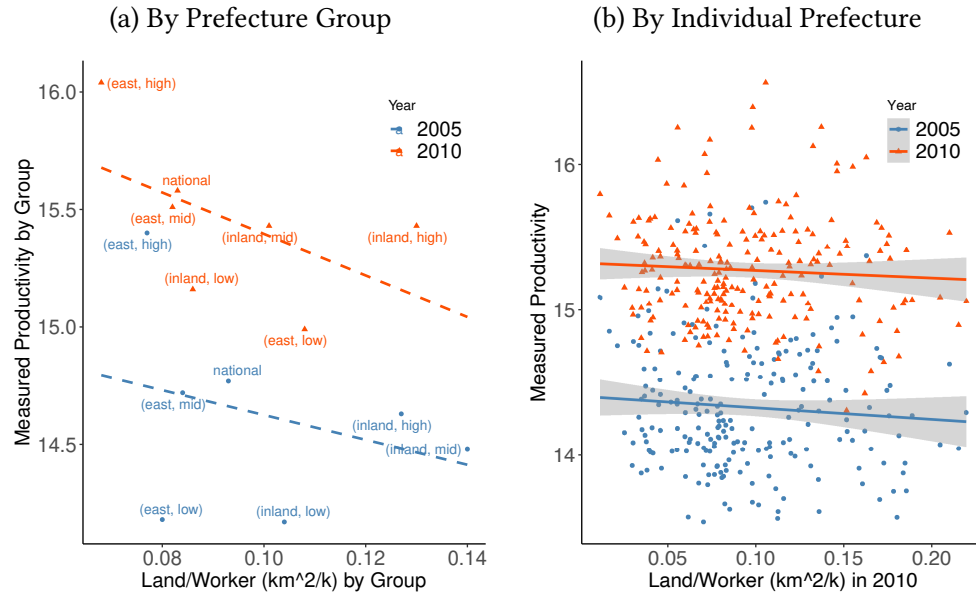 (a) By Prefecture Group
(b) By Individual Prefecture
Measured Productivity by Group
16.0
15.5
15.0
14.5
(east, high)
Year
2005
2010
national
(east, mid)
(east, high)
(inland, mid)
(inland, high)
(inland, low)
(east, low)
national
(east, mid)
(inland, high)
(inland, mid)
(east, low)
(inland, low)
0.08
0.10
0.12
0.14
Land/Worker (km^2/k) by Group
Measured Productivity
16
15
14
Year
2005
2010
0.05
0.10
0.15
0.20
Land/Worker (km^2/k) in 2010